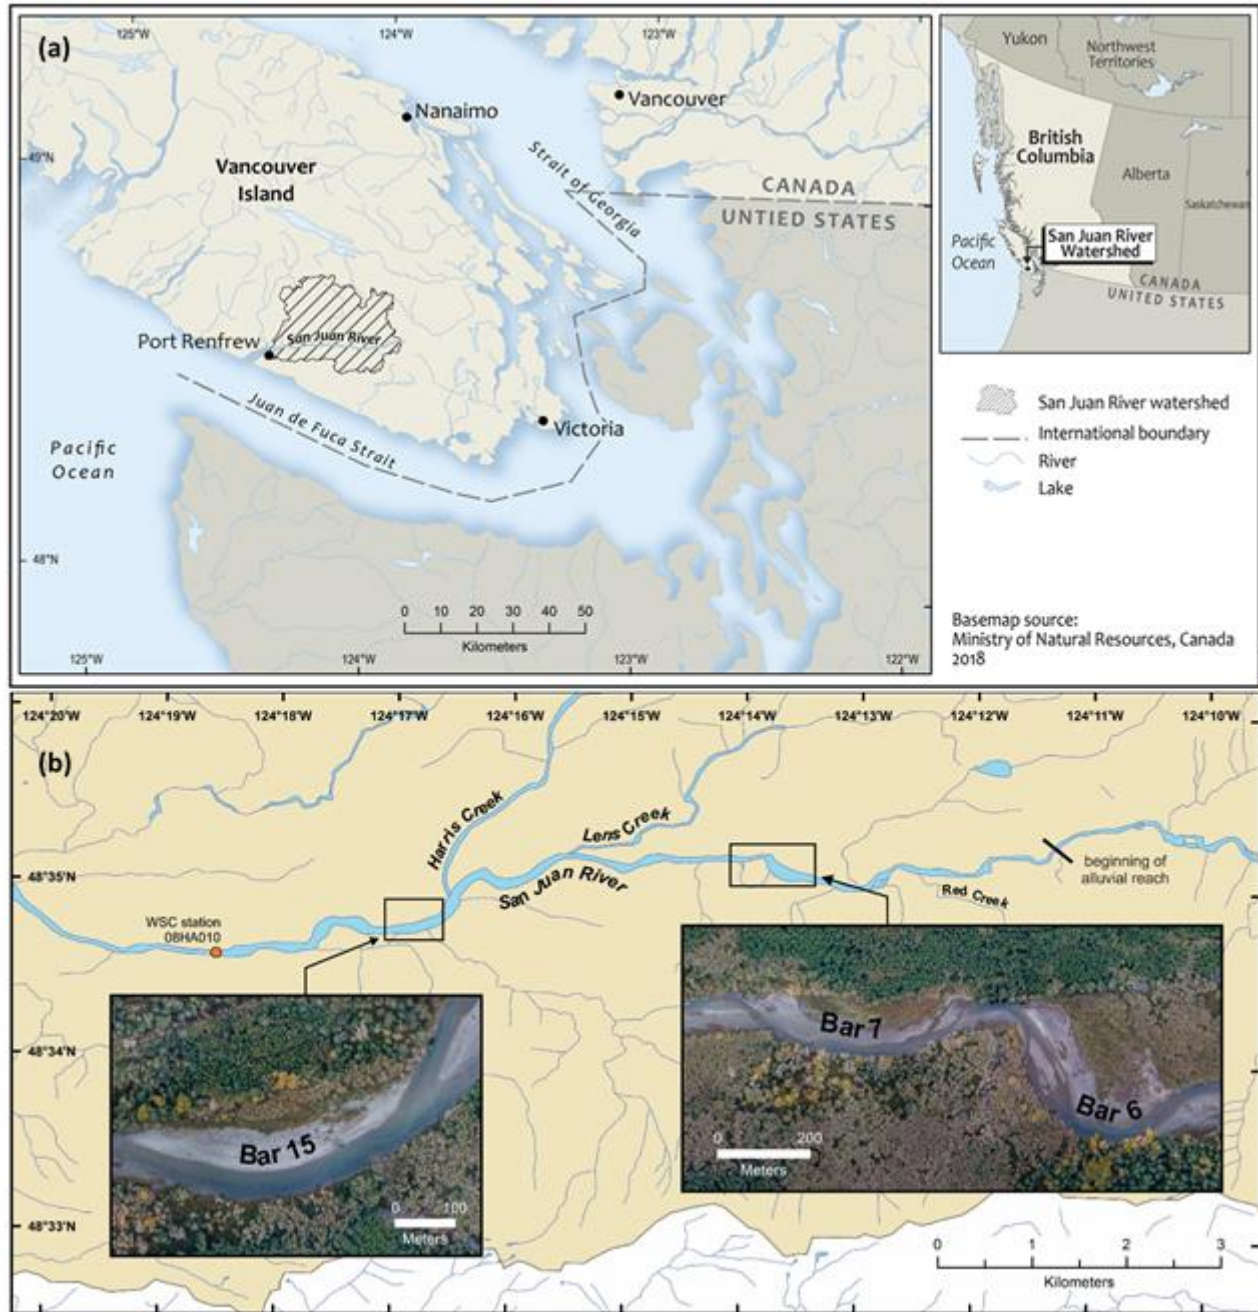 (a)
125°W
124°W
123°W
Nanaimo
Vancouver
Vancouver
Island
Strait of Georgia
49°N
CANADA
UNTIED STATES
Port Renfrew
San Juan River
Juan de Fuca Strait
Victoria
Pacific
Ocean
48°N
0 10 20 30 40 50
Kilometers
125°W
124°W
123°W
122°W
Yukon
Northwest
Territories
British
Columbia
Alberta
Saskatchewan
Pacific
Ocean
San Juan River
Watershed
CANADA
UNITED STATES
San Juan River watershed
International boundary
River
Lake
Basemap source:
Ministry of Natural Resources, Canada
2018
124°20'W 124°19'W 124°18'W 124°17'W 124°16'W 124°15'W 124°14'W 124°13'W 124°12'W 124°11'W 124°10'W
(b)
Harris Creek
Lens Creek
San Juan River
beginning of
alluvial reach
Red Creek
48°35'N
WSC station
08HA010
48°34'N
Bar 7
Bar 6
0 200
Meters
Bar 15
0 100
Meters
48°33'N
0 1 2 3
Kilometers